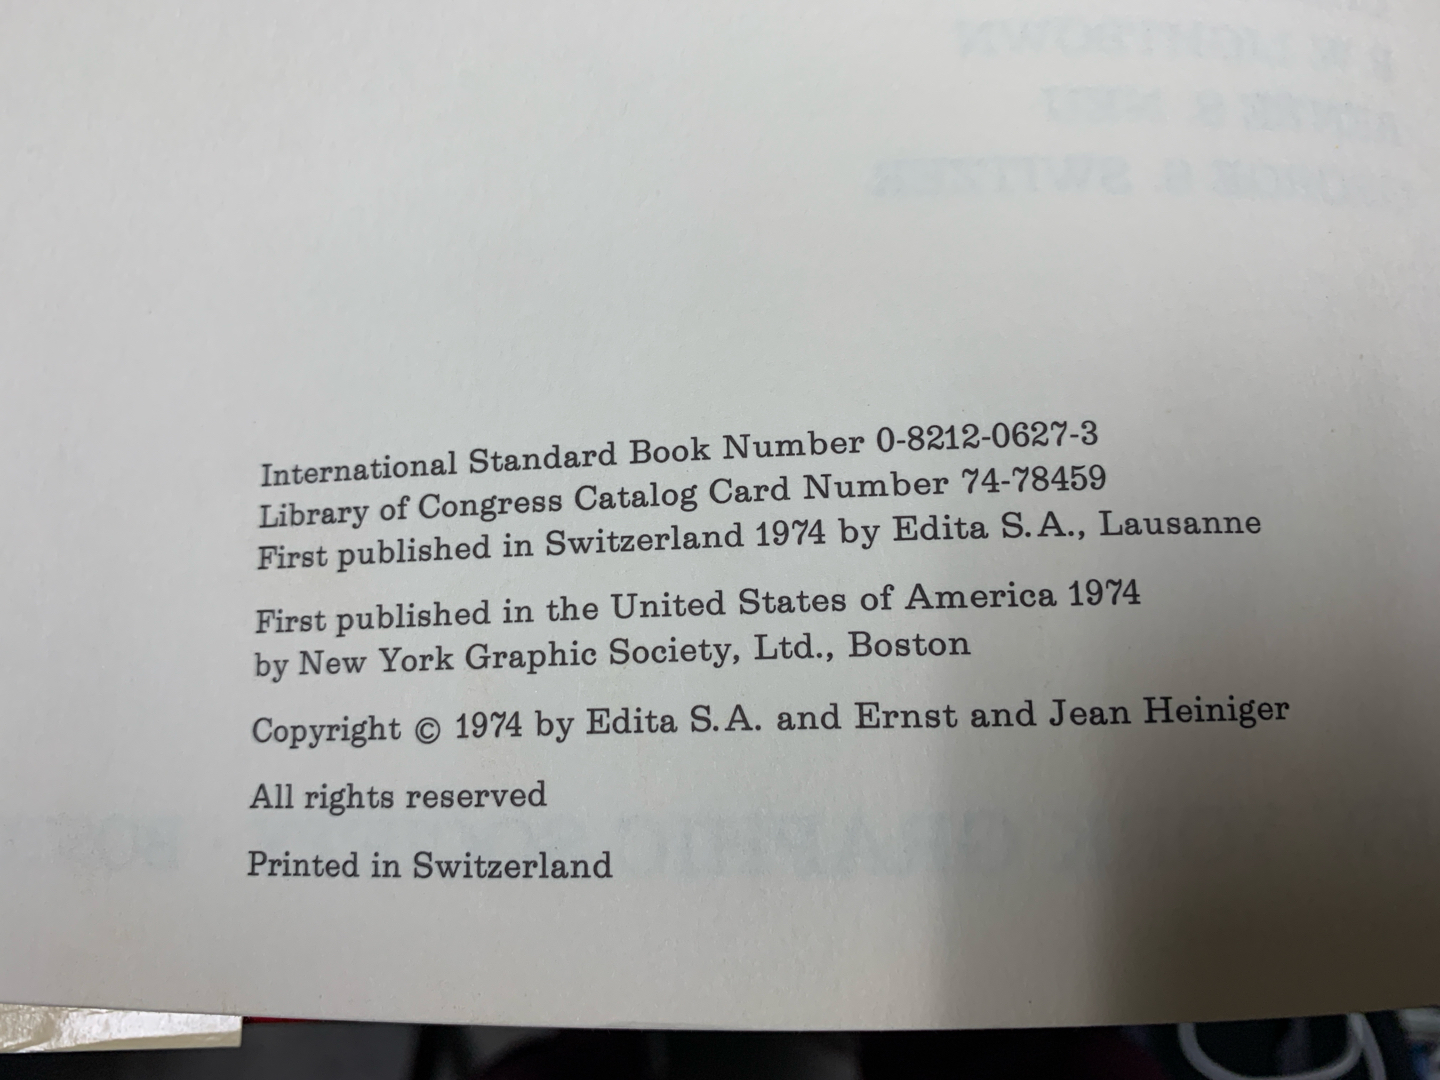 International Standard Book Number 0-8212-0627-3
Library of Congress Catalog Card Number 74-78459
First published in Switzerland 1974 by Edita S.A., Lausanne
First published in the United States of America 1974
by New York Graphic Society, Ltd., Boston
Copyright © 1974 by Edita S.A. and Ernst and Jean Heiniger
All rights reserved
Printed in Switzerland